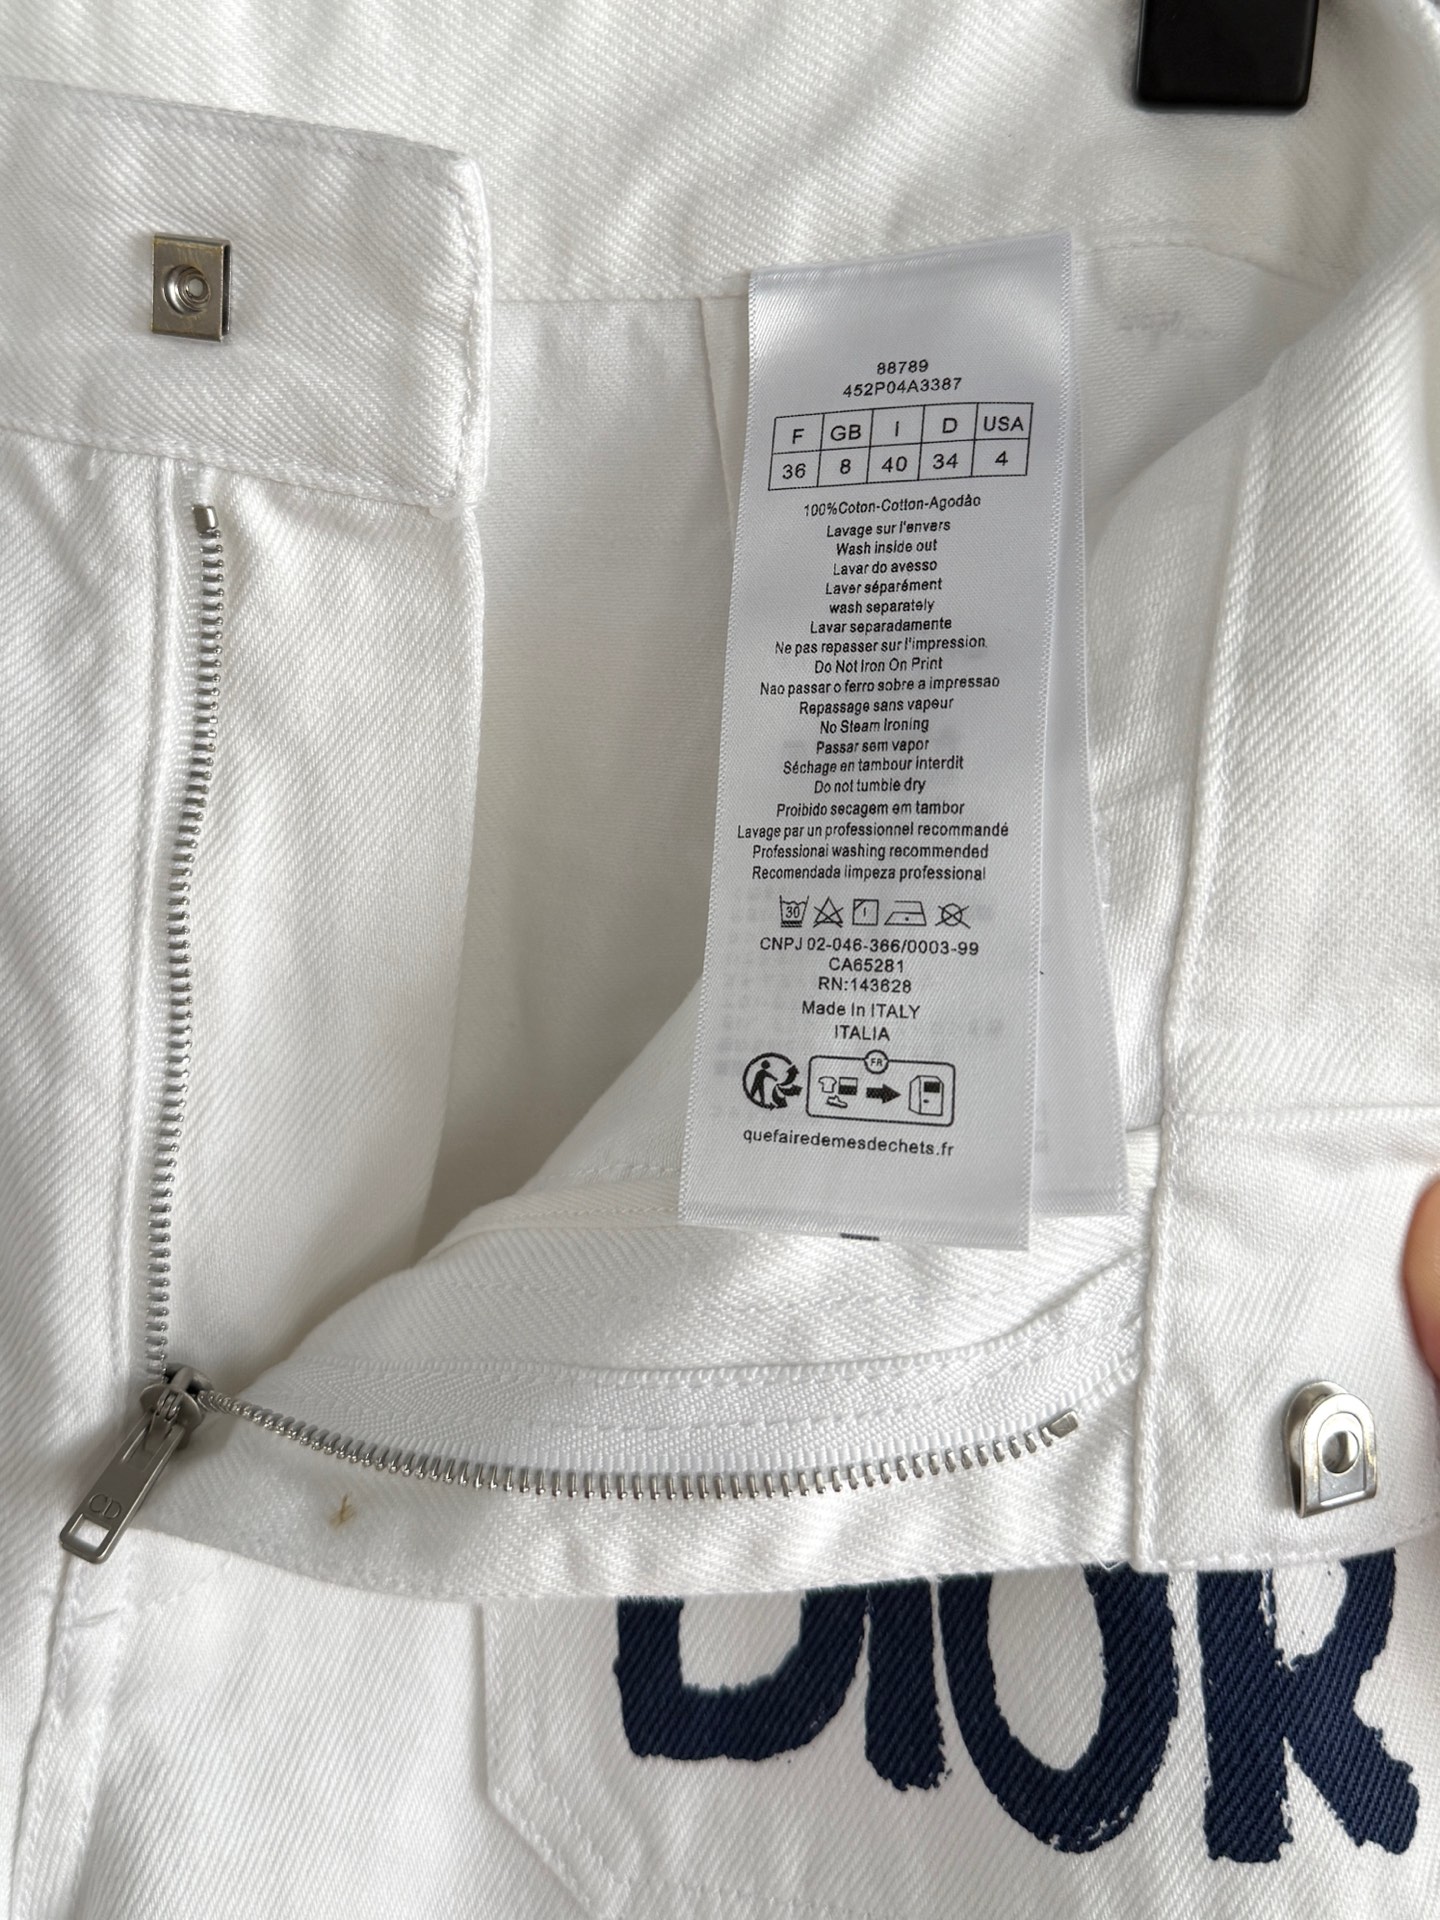 88789
452P04A3387
F GB I D USA
36 8 40 34 4
100%Coton-Cotton-Agodão
Lavage sur l'envers
Wash inside out
Lavar do avesso
Laver séparément
wash separately
Lavar separadamente
Ne pas repasser sur l'impression.
Do Not Iron On Print
Nao passar o ferro sobre a impressao
Repassage sans vapeur
No Steam Ironing
Passar sem vapor
Séchage en tambour interdit
Do not tumble dry
Proibido secagem em tambor
Lavage par un professionnel recommandé
Professional washing recommended
Recomendada limpeza professional
30
CNPJ 02-046-366/0003-99
CA65281
RN:143628
Made In ITALY
ITALIA
FR
quefairedemesdechets.fr
CD
DIOR